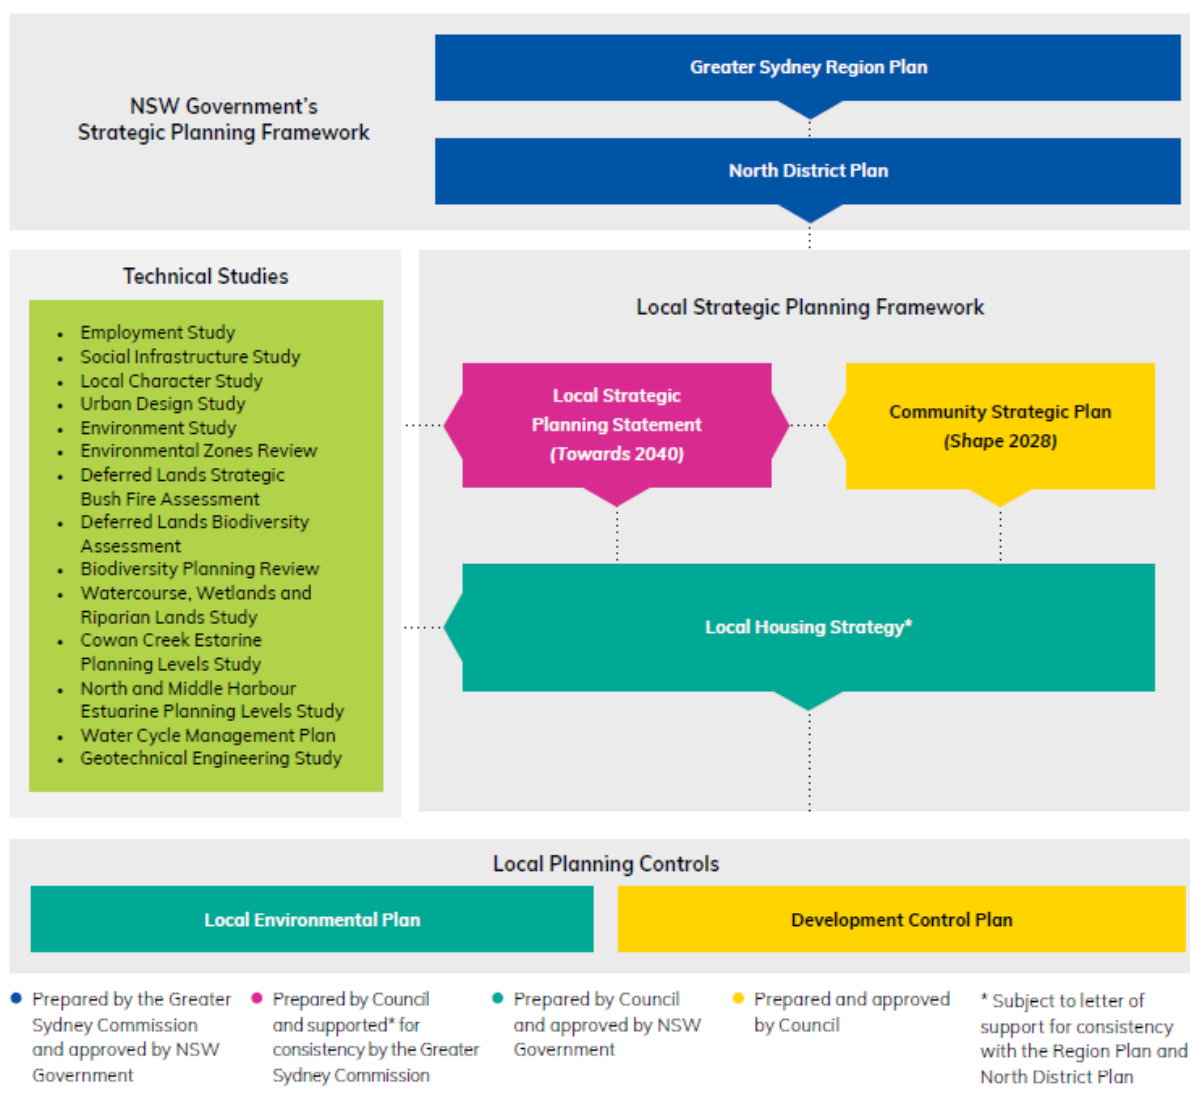 NSW Government's
Strategic Planning Framework
Greater Sydney Region Plan
North District Plan
Technical Studies
• Employment Study
• Social Infrastructure Study
• Local Character Study
• Urban Design Study
• Environment Study
• Environmental Zones Review
• Deferred Lands Strategic
Bush Fire Assessment
• Deferred Lands Biodiversity
Assessment
• Biodiversity Planning Review
• Watercourse, Wetlands and
Riparian Lands Study
• Cowan Creek Estarine
Planning Levels Study
• North and Middle Harbour
Estuarine Planning Levels Study
• Water Cycle Management Plan
• Geotechnical Engineering Study
Local Strategic Planning Framework
Local Strategic
Planning Statement
(Towards 2040)
Community Strategic Plan
(Shape 2028)
Local Housing Strategy*
Local Planning Controls
Local Environmental Plan
Development Control Plan
Prepared by the Greater
Sydney Commission
and approved by NSW
Government
Prepared by Council
and supported* for
consistency by the Greater
Sydney Commission
Prepared by Council
and approved by NSW
Government
Prepared and approved
by Council
* Subject to letter of
support for consistency
with the Region Plan and
North District Plan